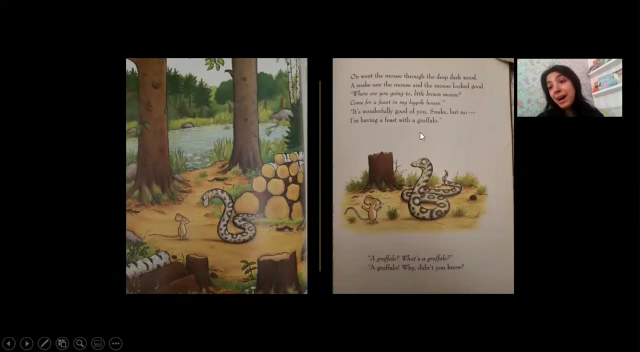 On went the mouse through the deep dark wood.
A snake saw the mouse and the mouse looked good.
"Where are you going to, little brown mouse?
Come for a feast in my logpile house."
"It's wonderfully good of you, Snake, but no —
I'm having a feast with a gruffalo."
"A gruffalo? What's a gruffalo?"
"A gruffalo! Why, didn't you know?